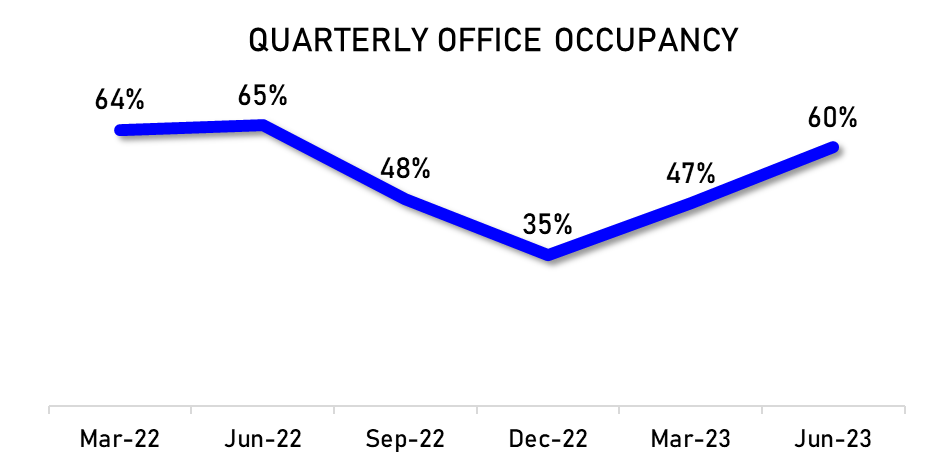 QUARTERLY OFFICE OCCUPANCY
64%
65%
48%
35%
47%
60%
Mar-22
Jun-22
Sep-22
Dec-22
Mar-23
Jun-23